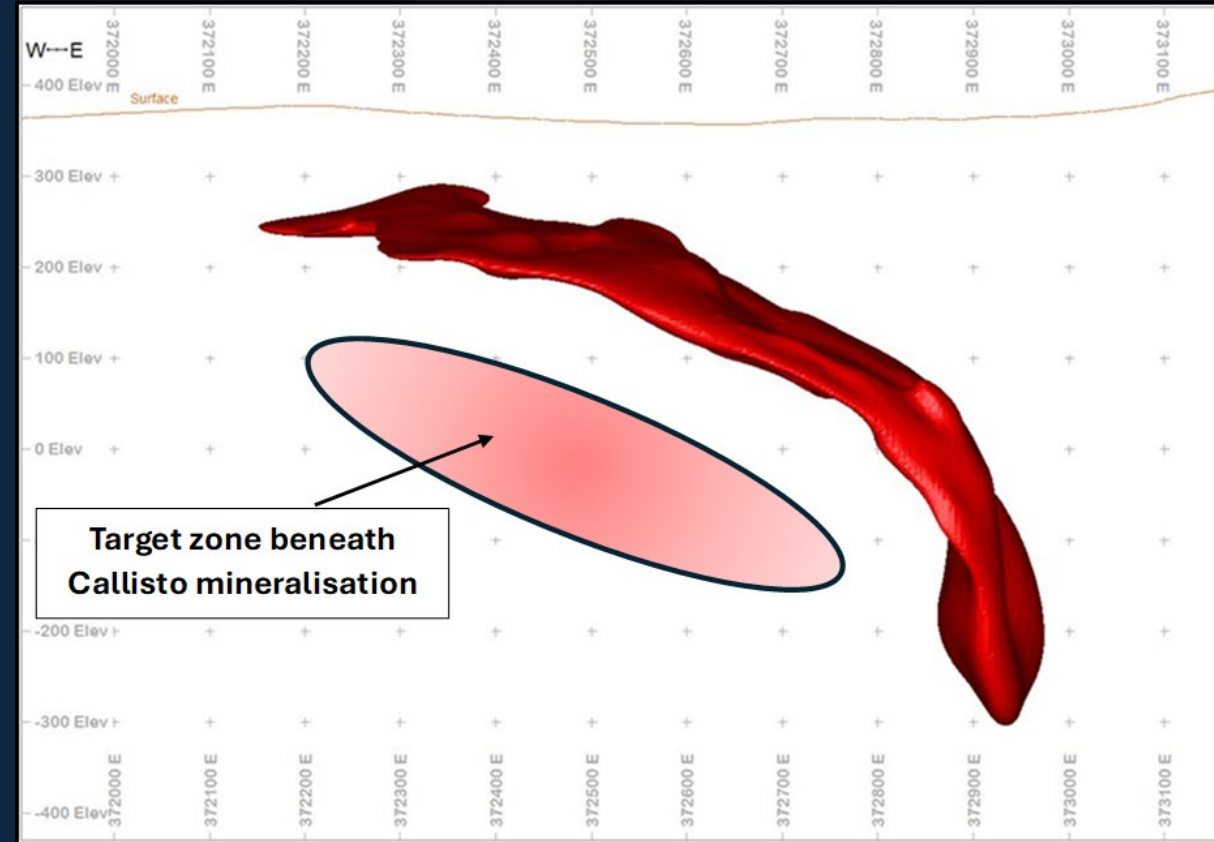 372000 E
372100 E
372200 E
372300 E
372400 E
372500 E
372600 E
372700 E
372800 E
372900 E
373000 E
373100 E
W↔E
400 Elev
Surface
300 Elev
200 Elev
100 Elev
0 Elev
Target zone beneath
Callisto mineralisation
-200 Elev
-300 Elev
-400 Elev
372000 E
372100 E
372200 E
372300 E
372400 E
372500 E
372600 E
372700 E
372800 E
372900 E
373000 E
373100 E